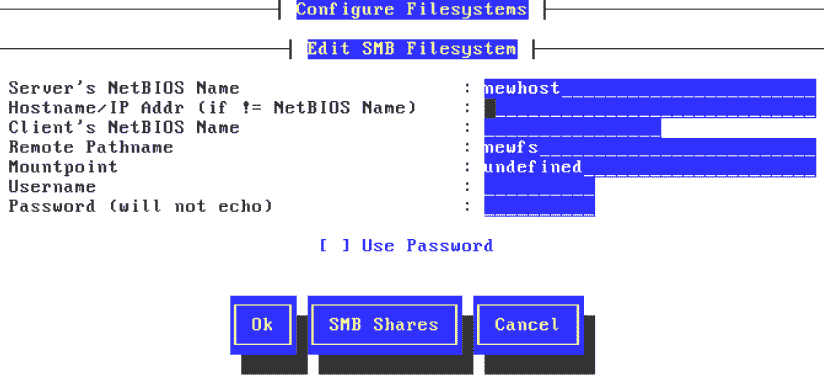 Configure Filesystems
Edit SMB Filesystem
Server's NetBIOS Name : newhost
Hostname/IP Addr (if != NetBIOS Name) :
Client's NetBIOS Name :
Remote Pathname : newfs
Mountpoint : undefined
Username :
Password (will not echo) :
[ ] Use Password
Ok SMB Shares Cancel